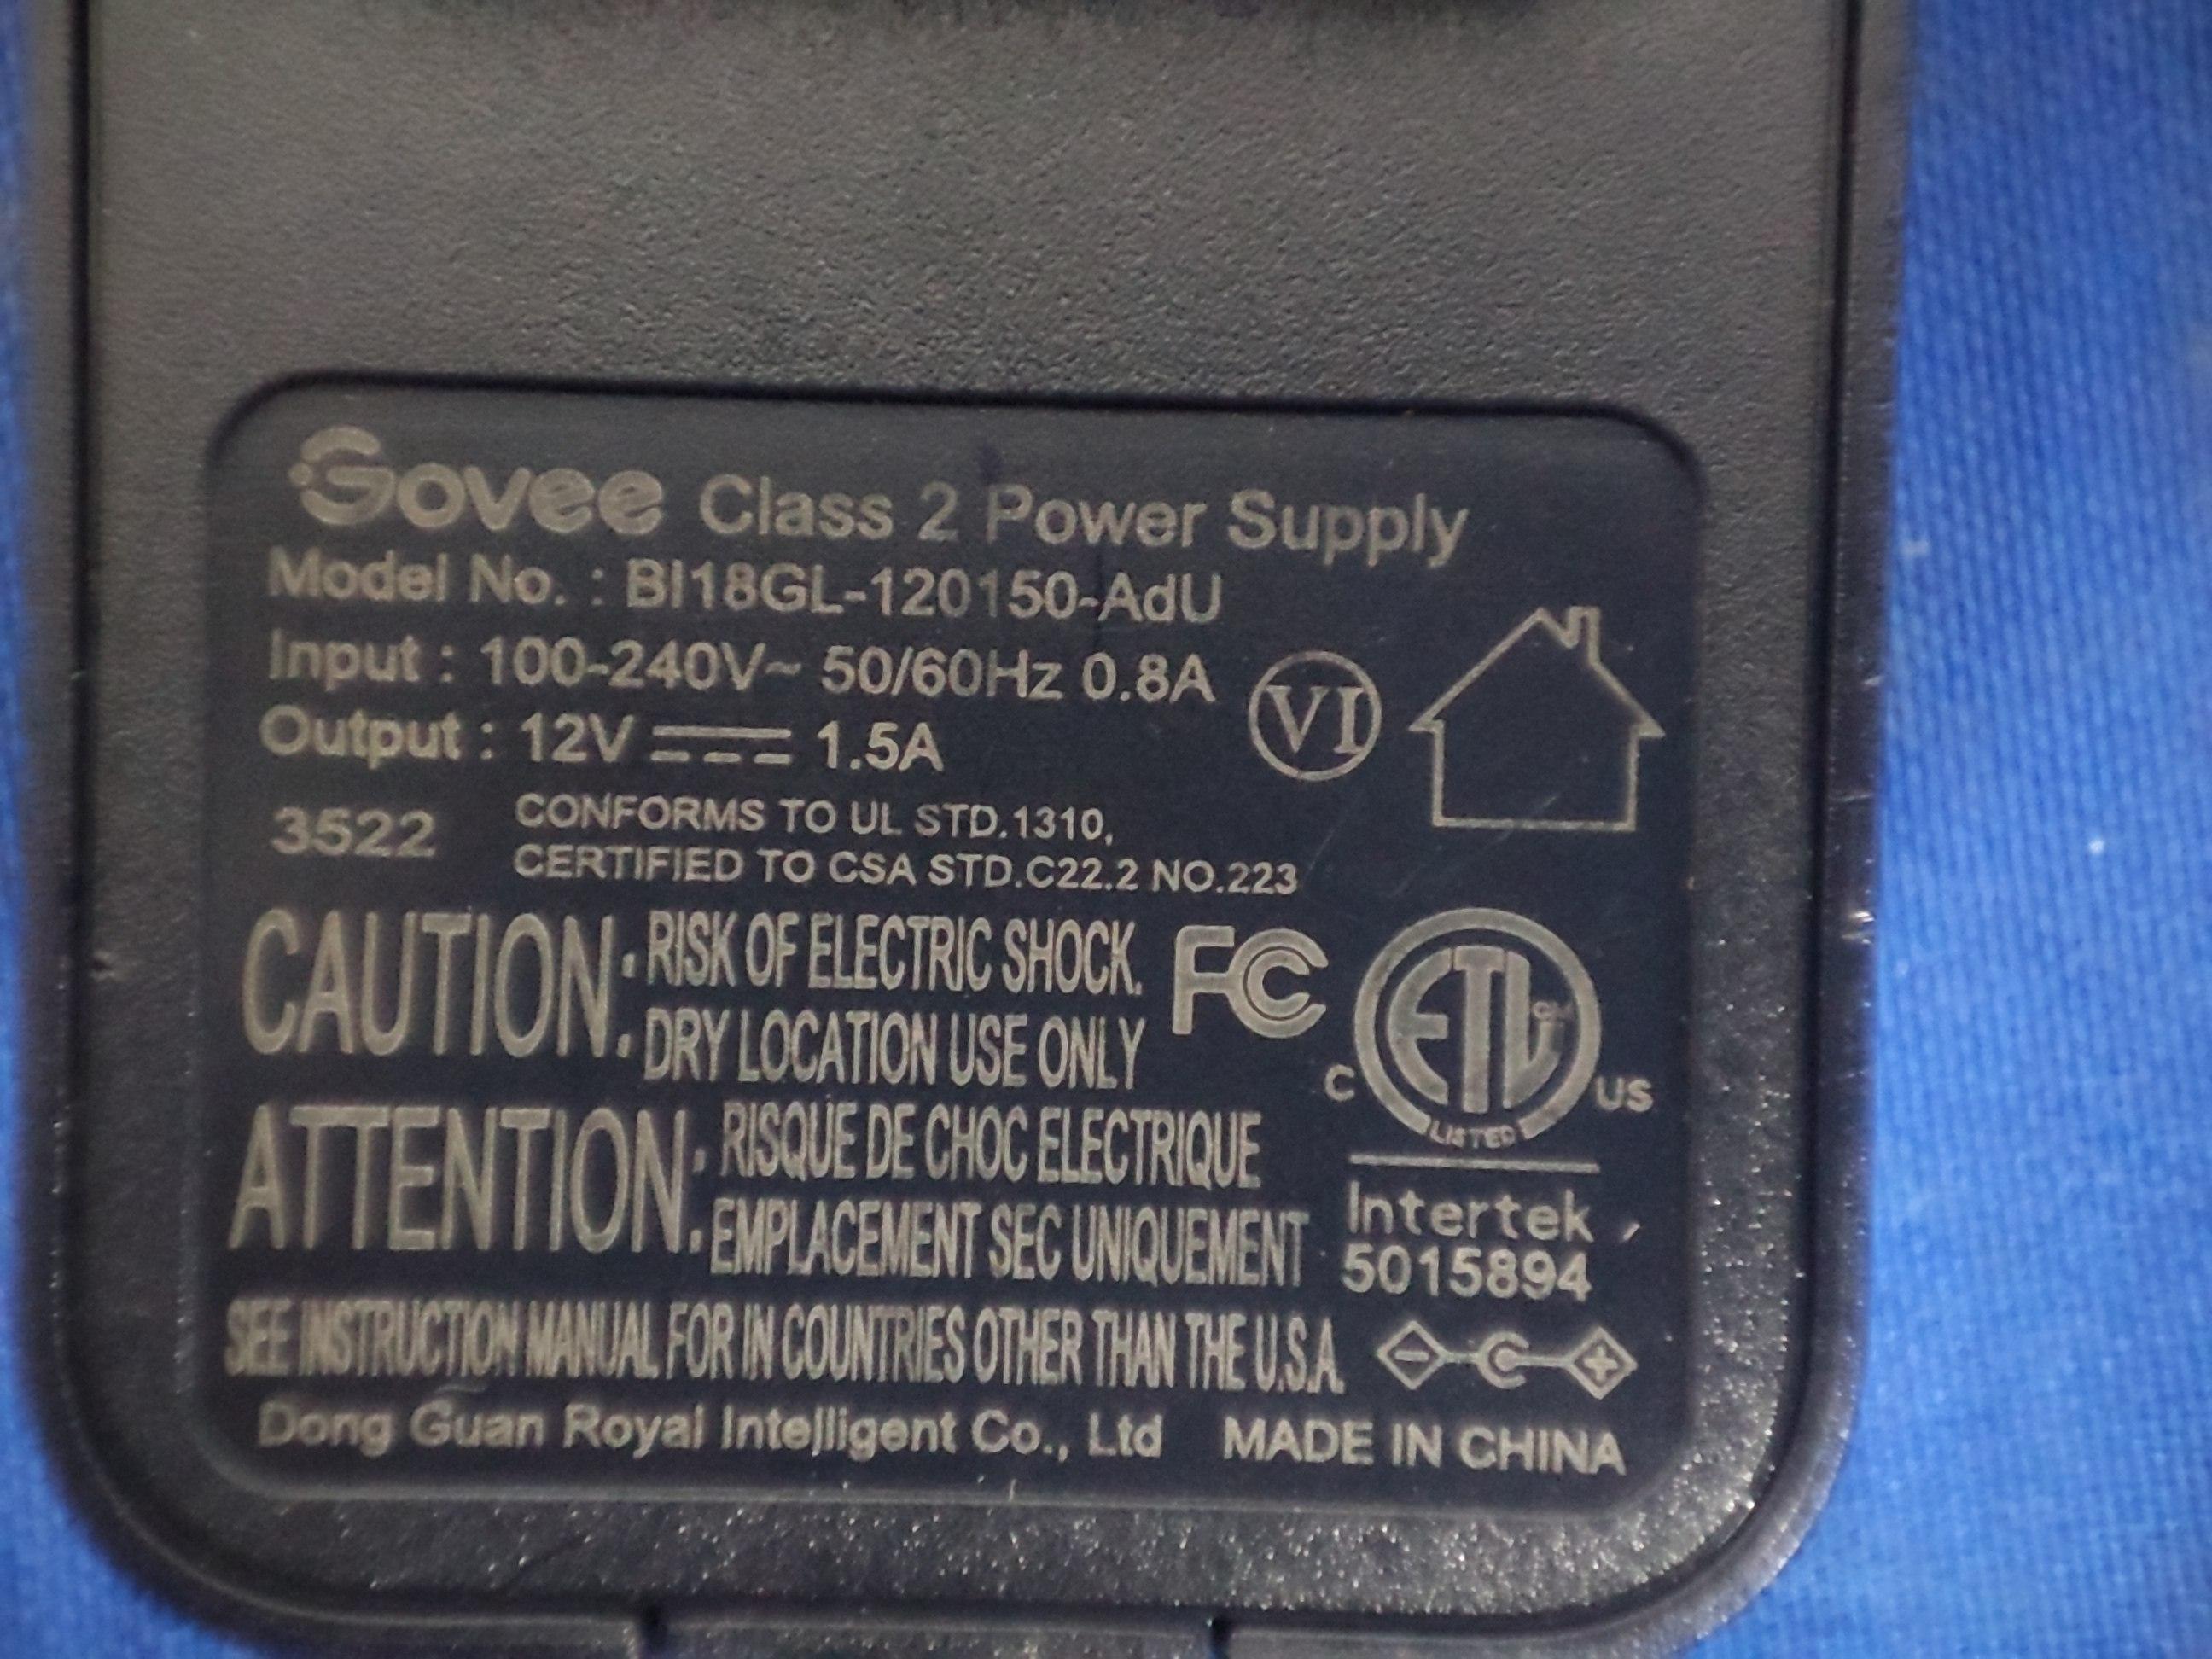 Govee Class 2 Power Supply
Model No. : BI18GL-120150-AdU
Input : 100-240V~ 50/60Hz 0.8A
VI
Output : 12V 1.5A
3522
CONFORMS TO UL STD.1310,
CERTIFIED TO CSA STD.C22.2 NO.223
CAUTION: RISK OF ELECTRIC SHOCK.
DRY LOCATION USE ONLY
FC
ETL CM
C US
LISTED
ATTENTION: RISQUE DE CHOC ELECTRIQUE
EMPLACEMENT SEC UNIQUEMENT
Intertek
5015894
SEE INSTRUCTION MANUAL FOR IN COUNTRIES OTHER THAN THE U.S.A.
- +
Dong Guan Royal Intelligent Co., Ltd MADE IN CHINA